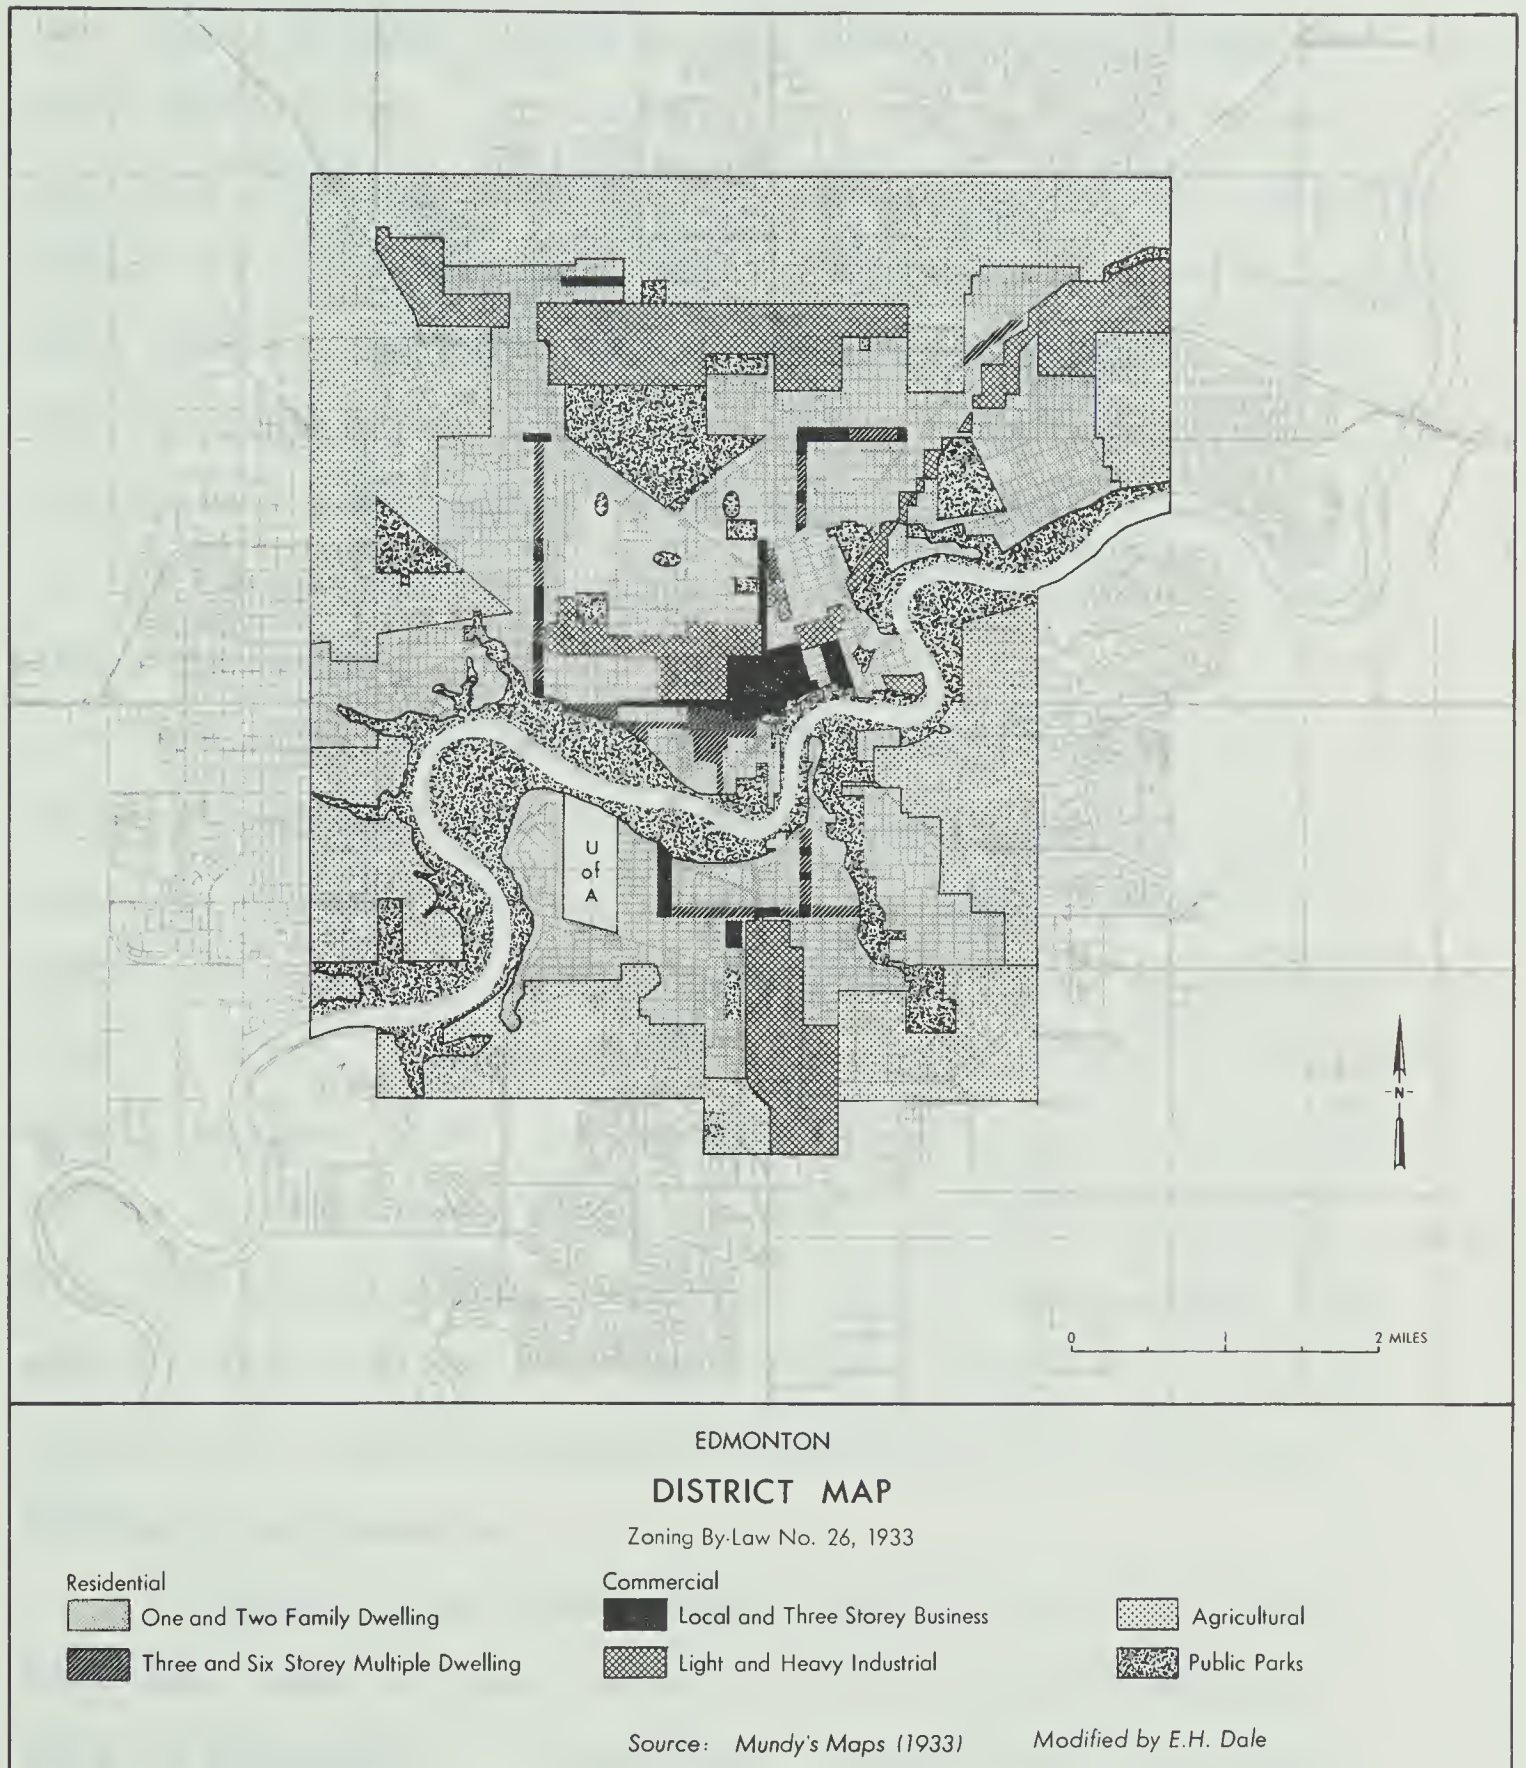 U
of
A
N
0 1 2 MILES
EDMONTON
DISTRICT MAP
Zoning By-Law No. 26, 1933
Residential
One and Two Family Dwelling
Three and Six Storey Multiple Dwelling
Commercial
Local and Three Storey Business
Light and Heavy Industrial
Agricultural
Public Parks
Source: Mundy's Maps (1933)
Modified by E.H. Dale